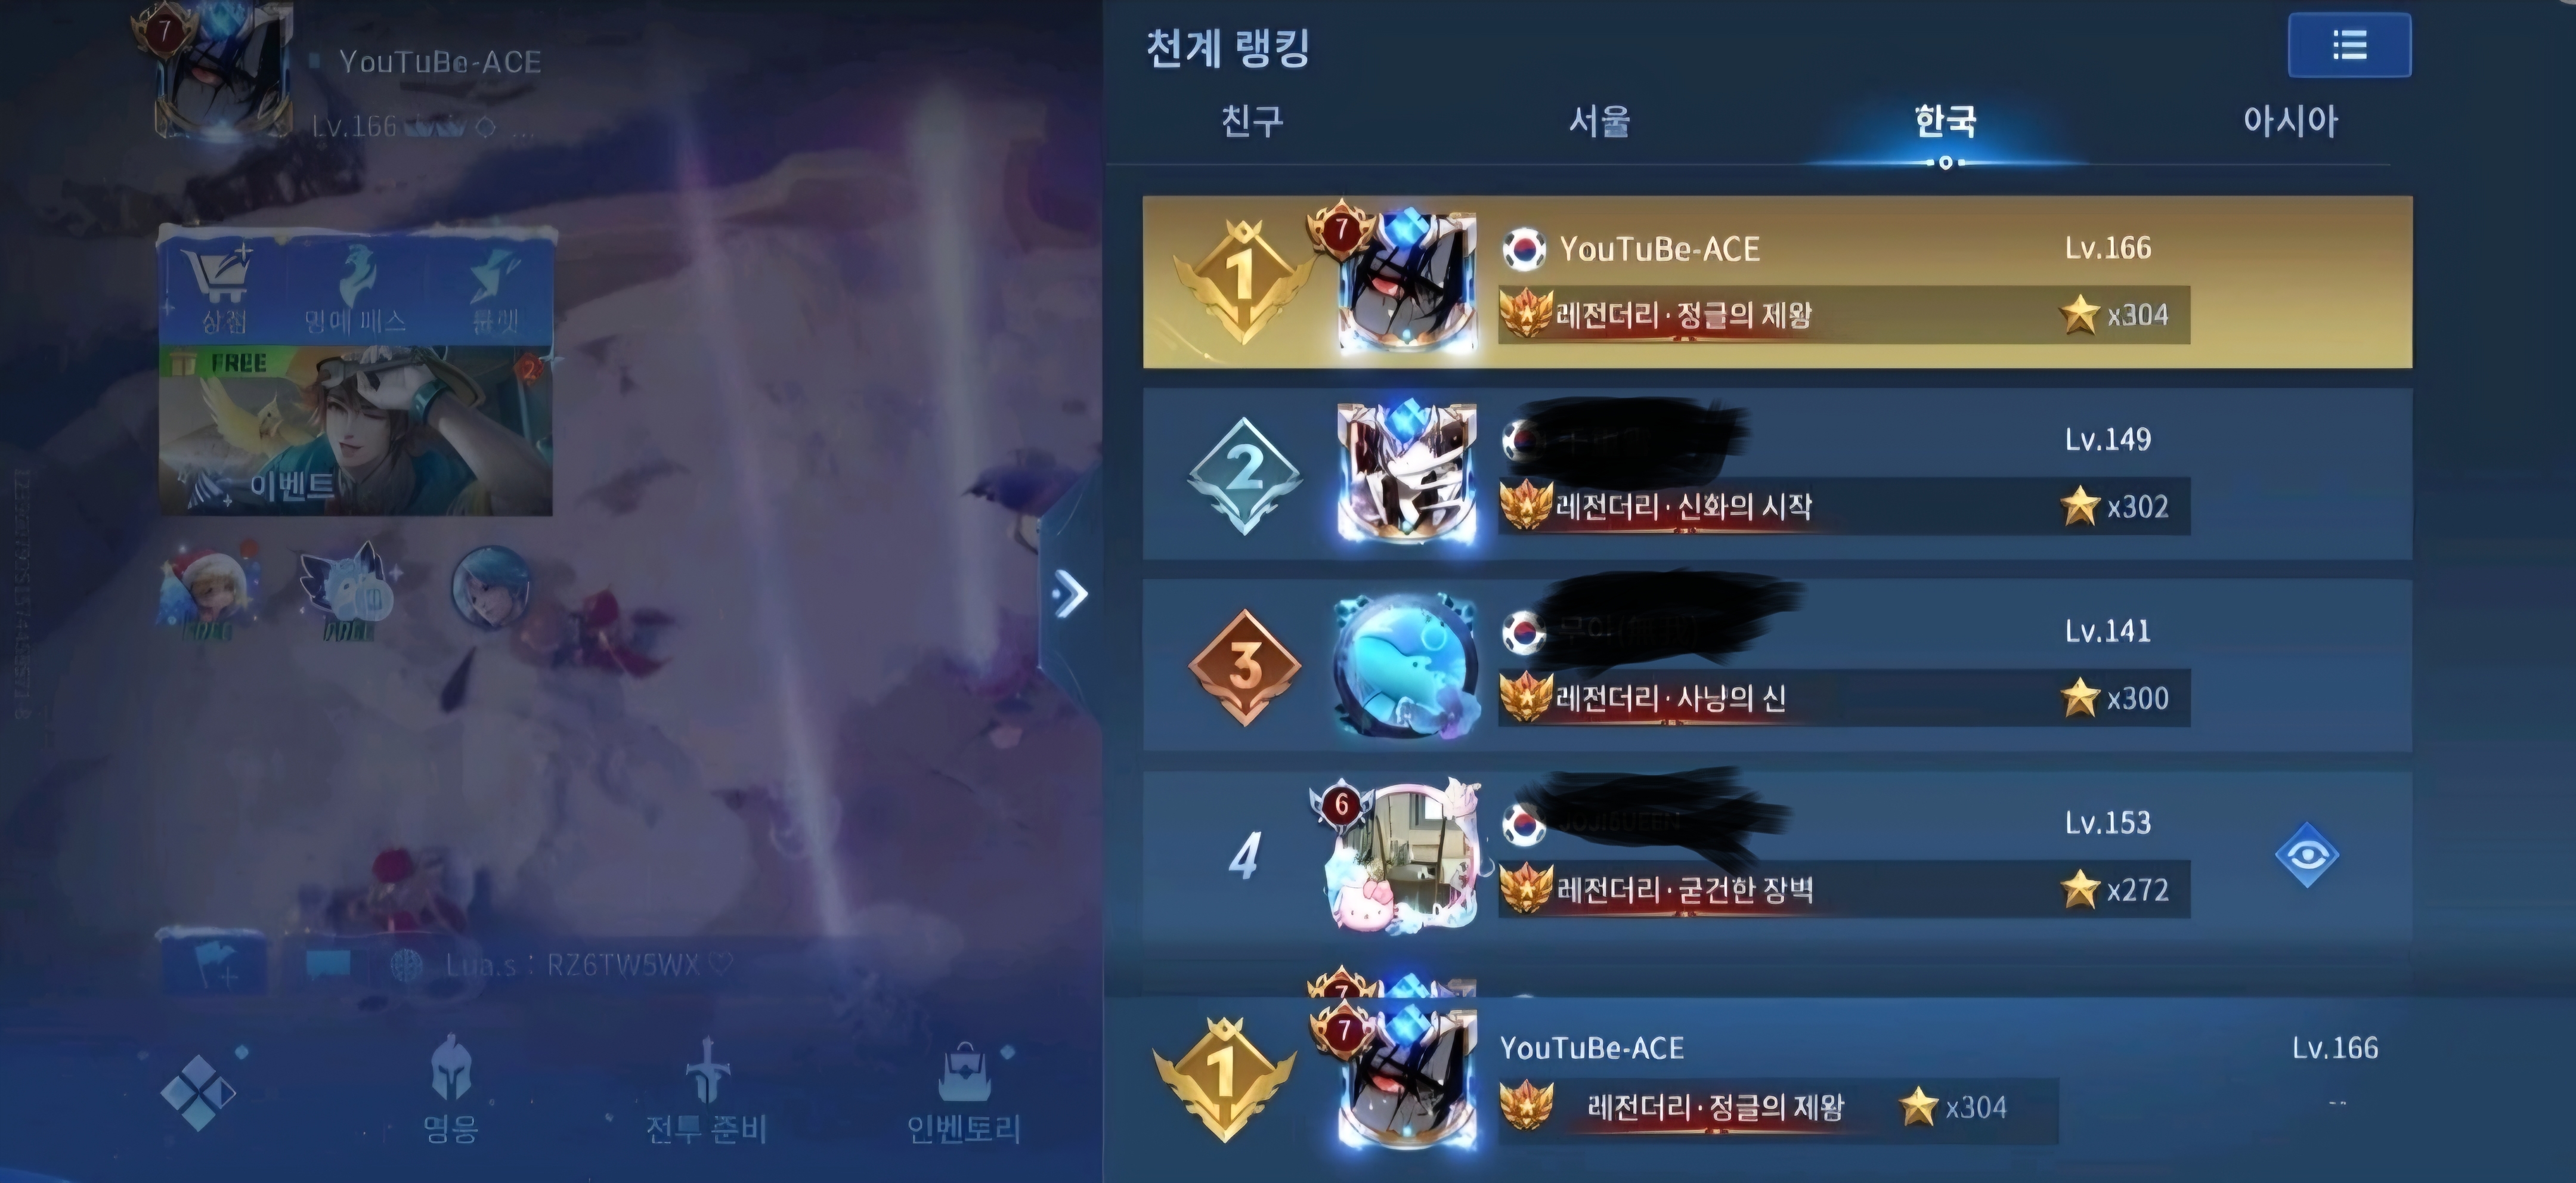 7
YouTuBe-ACE
Lv.166
...
상점
명예 패스
룰렛
FREE
2
이벤트
Lua.s : RZ6TW5WX♡
영웅
전투 준비
인벤토리
천계 랭킹
친구
서울
한국
아시아
1
7
YouTuBe-ACE
Lv.166
레전더리·정글의 제왕
x304
2
Lv.149
레전더리·신화의 시작
x302
3
Lv.141
레전더리·사냥의 신
x300
4
6
Lv.153
레전더리·굳건한 장벽
x272
7
1
7
YouTuBe-ACE
Lv.166
레전더리·정글의 제왕
x304
--